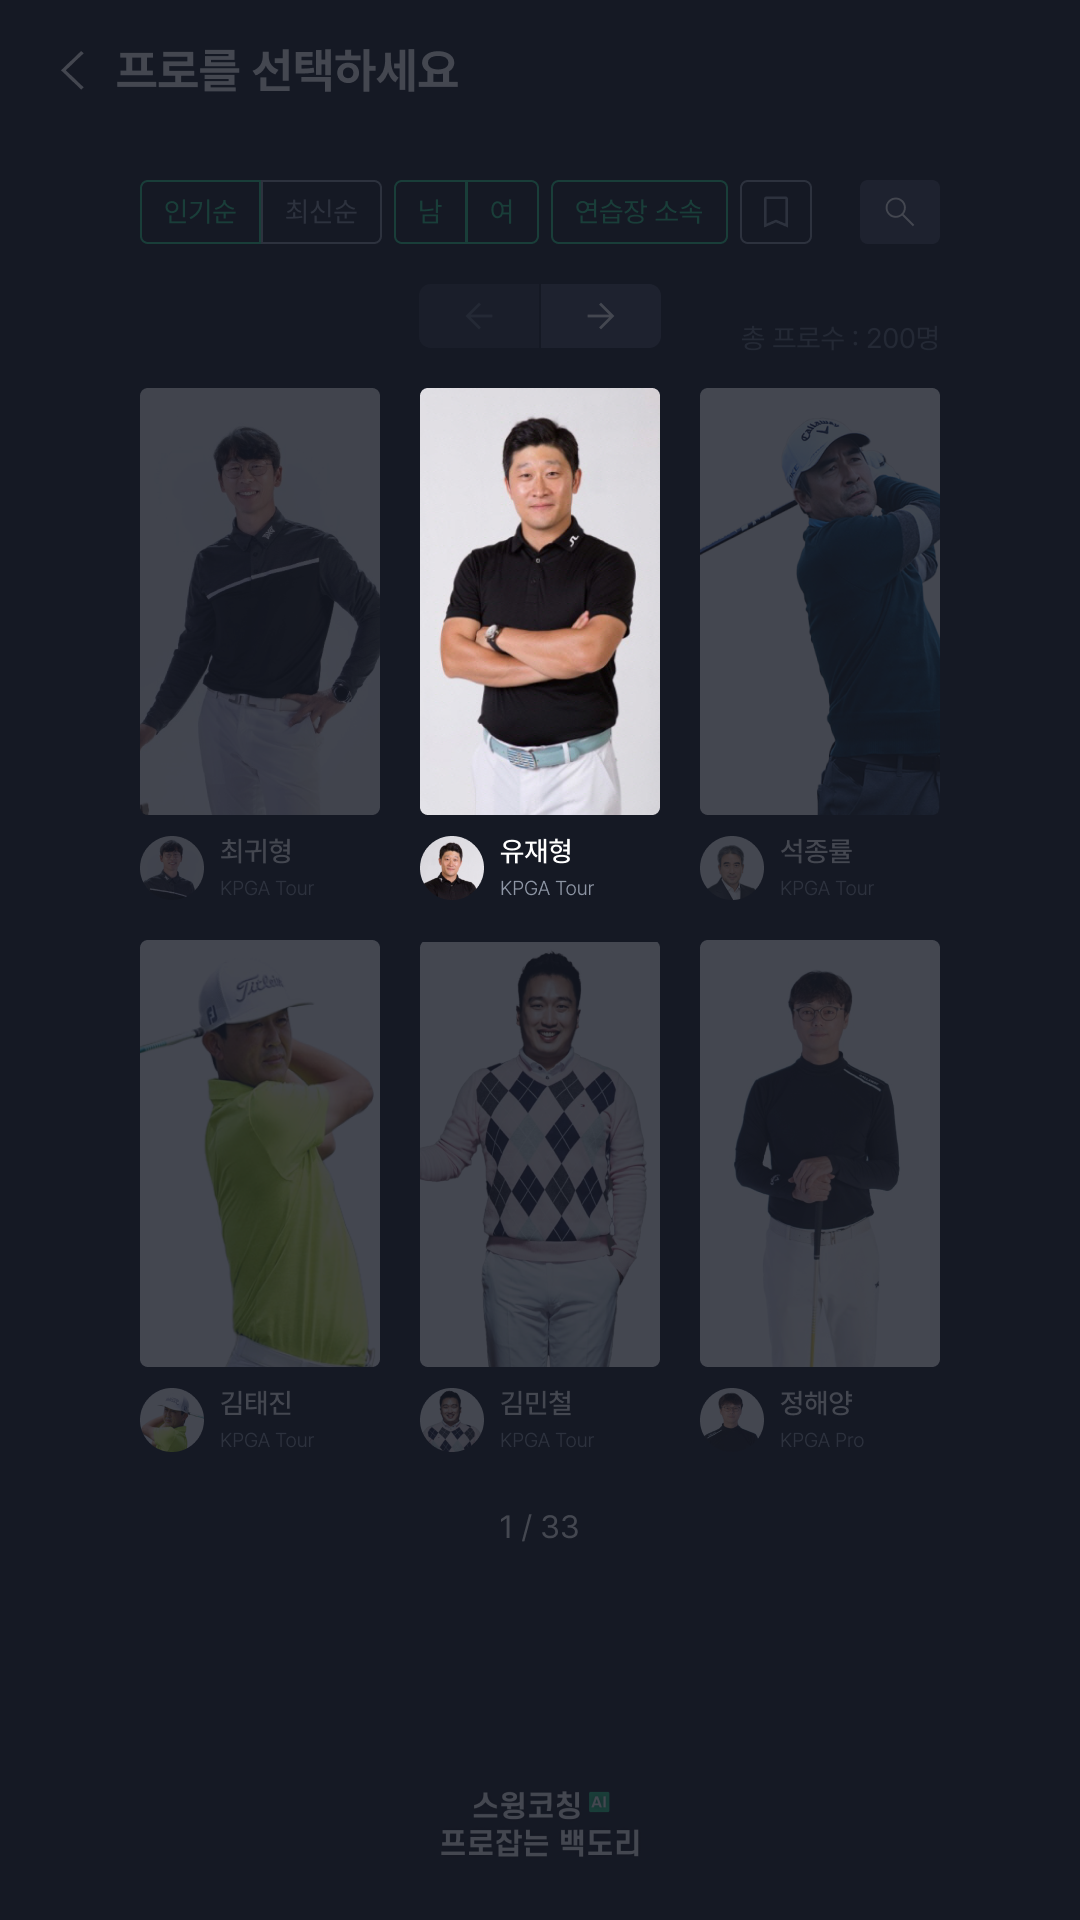 프로를 선택하세요
인기순 최신순 남 여 연습장 소속
총 프로수 : 200명
Callaway
최귀형 유재형 석종률
KPGA Tour KPGA Tour KPGA Tour
Titleist
FJ
김태진 김민철 정해양
KPGA Tour KPGA Tour KPGA Pro
1 / 33
스윙코칭 AI
프로잡는 백도리